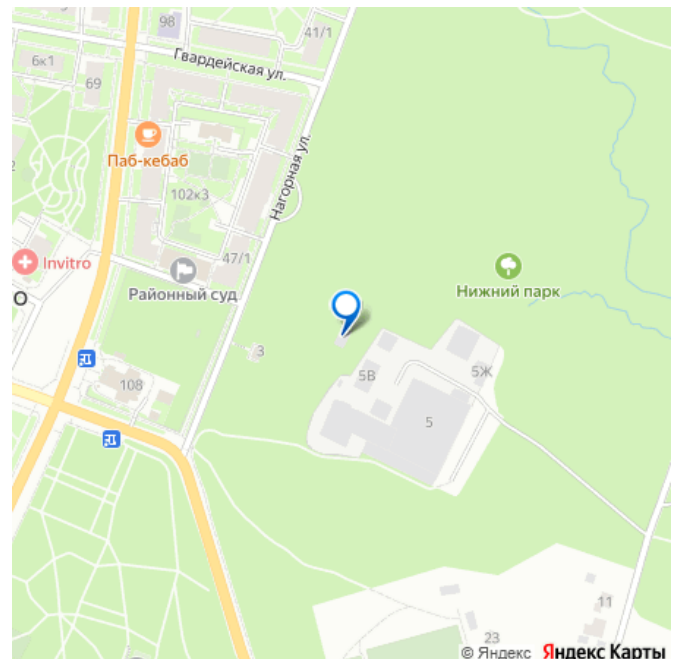 98
41/1
Гвардейская ул.
6к1
69
Паб-кебаб
102к3
Нагорная ул.
2
47/1
Invitro
Районный суд
О
Нижний парк
3
5В
5Ж
108
5
11
23
© Яндекс Яндекс Карты